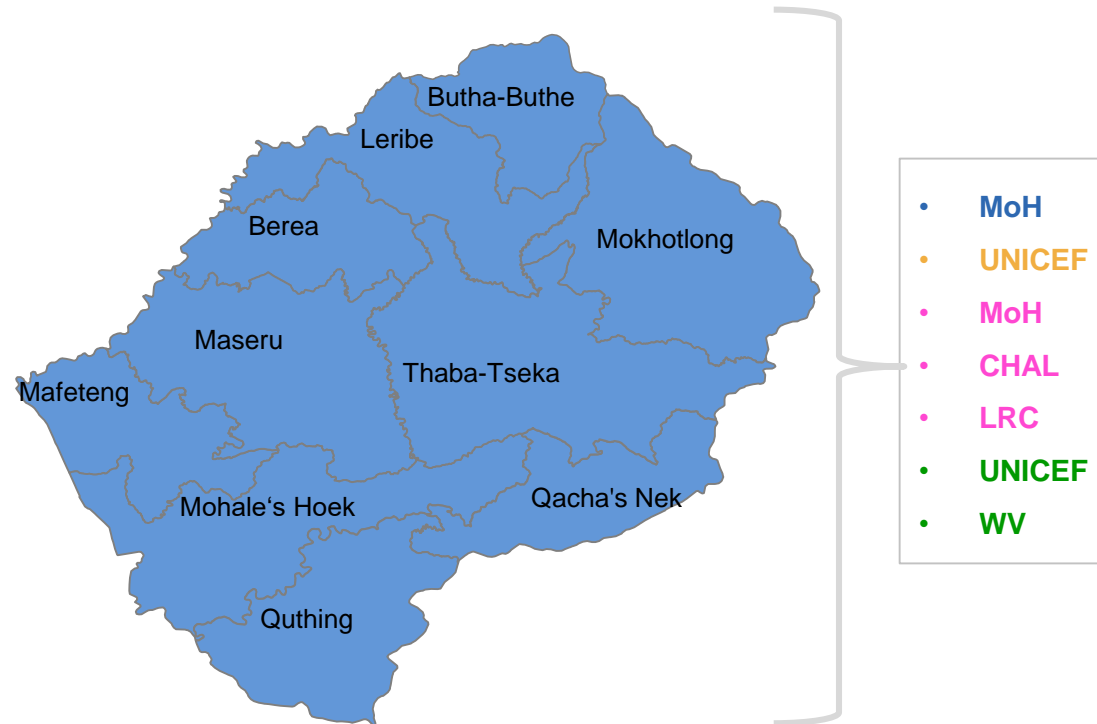 Butha-Buthe
Leribe
Berea
Mokhotlong
Maseru
Thaba-Tseka
Mafeteng
Mohale‘s Hoek
Qacha's Nek
Quthing
• MoH
• UNICEF
• MoH
• CHAL
• LRC
• UNICEF
• WV